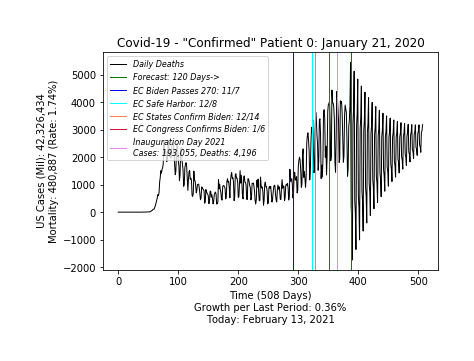 Covid-19 - "Confirmed" Patient 0: January 21, 2020
Daily Deaths
Forecast: 120 Days->
EC Biden Passes 270: 11/7
EC Safe Harbor: 12/8
EC States Confirm Biden: 12/14
EC Congress Confirms Biden: 1/6
Inauguration Day 2021
Cases: 193,055, Deaths: 4,196
US Cases (Mil): 42,326,434
Mortality: 480,887 (Rate: 1.74%)
5000
4000
3000
2000
1000
0
−1000
−2000
0 100 200 300 400 500
Time (508 Days)
Growth per Last Period: 0.36%
Today: February 13, 2021